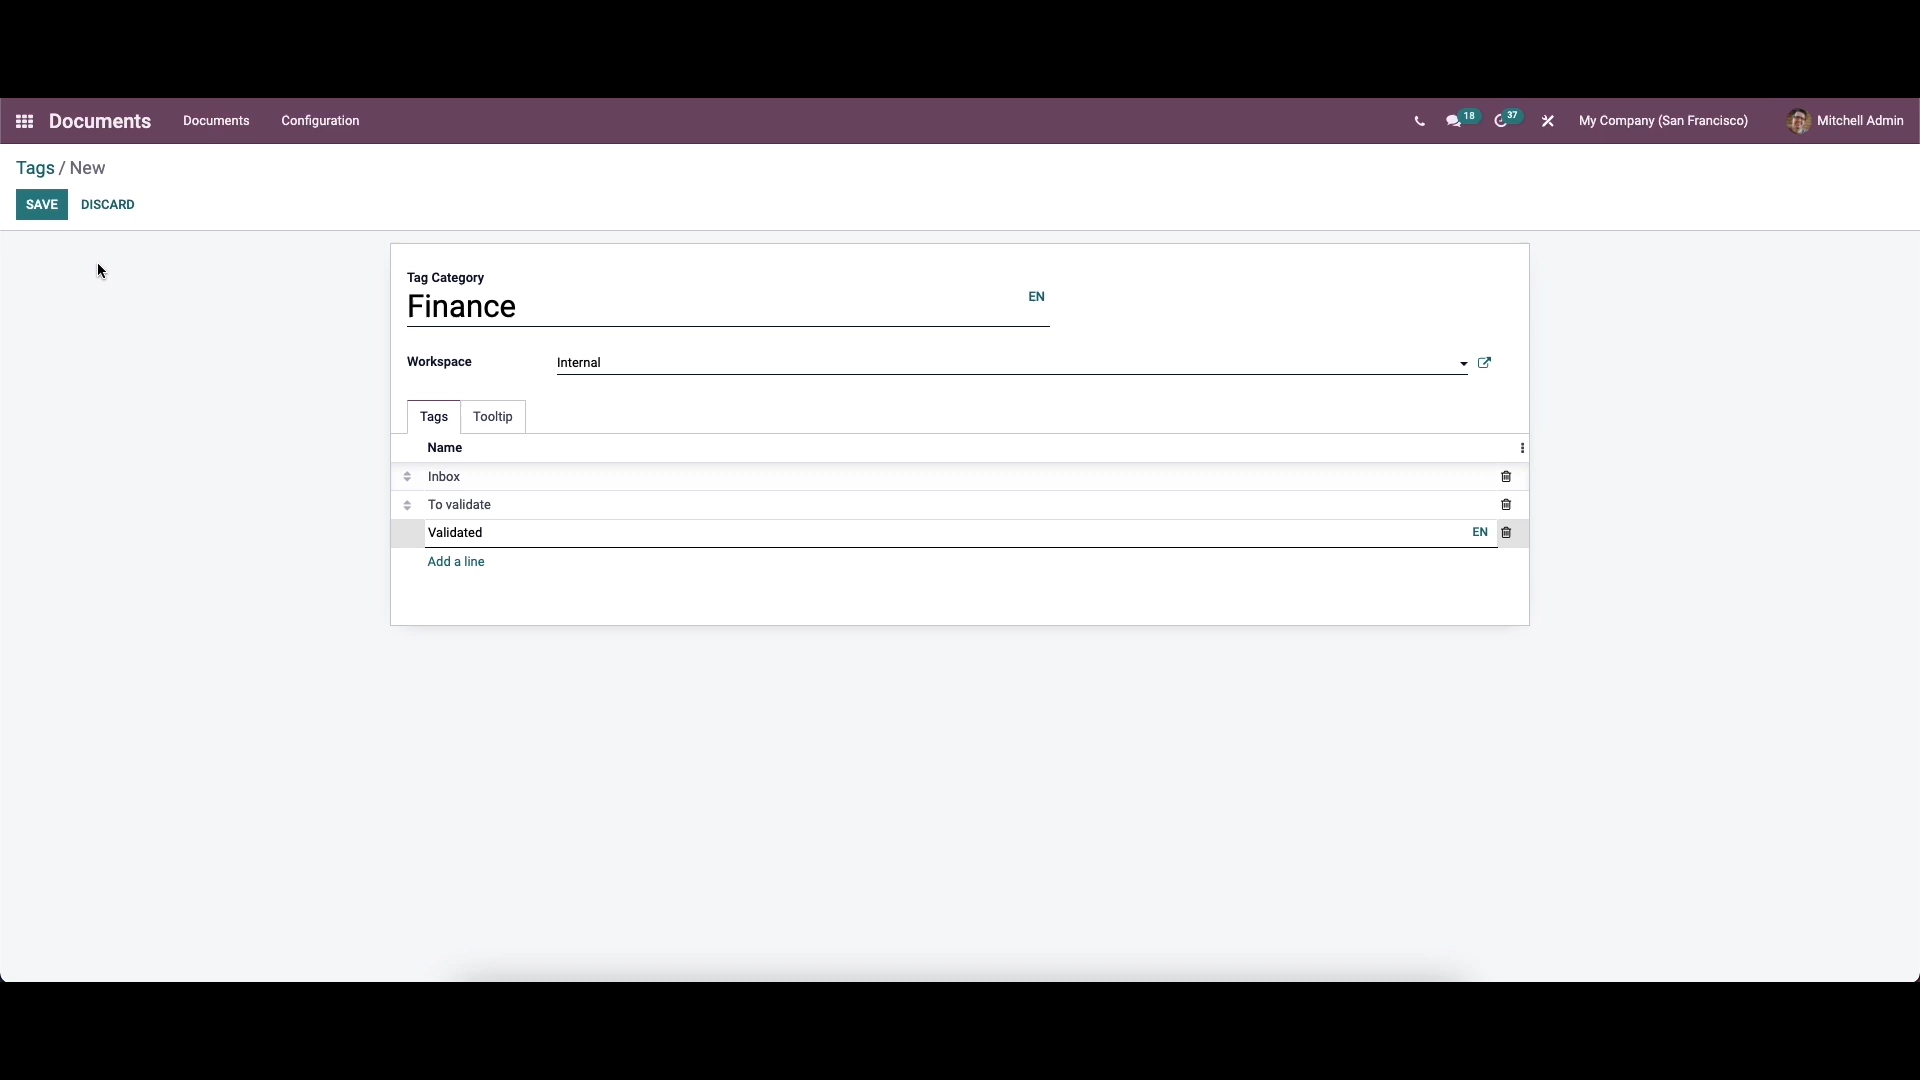 Documents Documents Configuration 18 37 My Company (San Francisco) Mitchell Admin
Tags / New
SAVE DISCARD
Tag Category
Finance EN
Workspace Internal
Tags Tooltip
Name
Inbox
To validate
Validated EN
Add a line